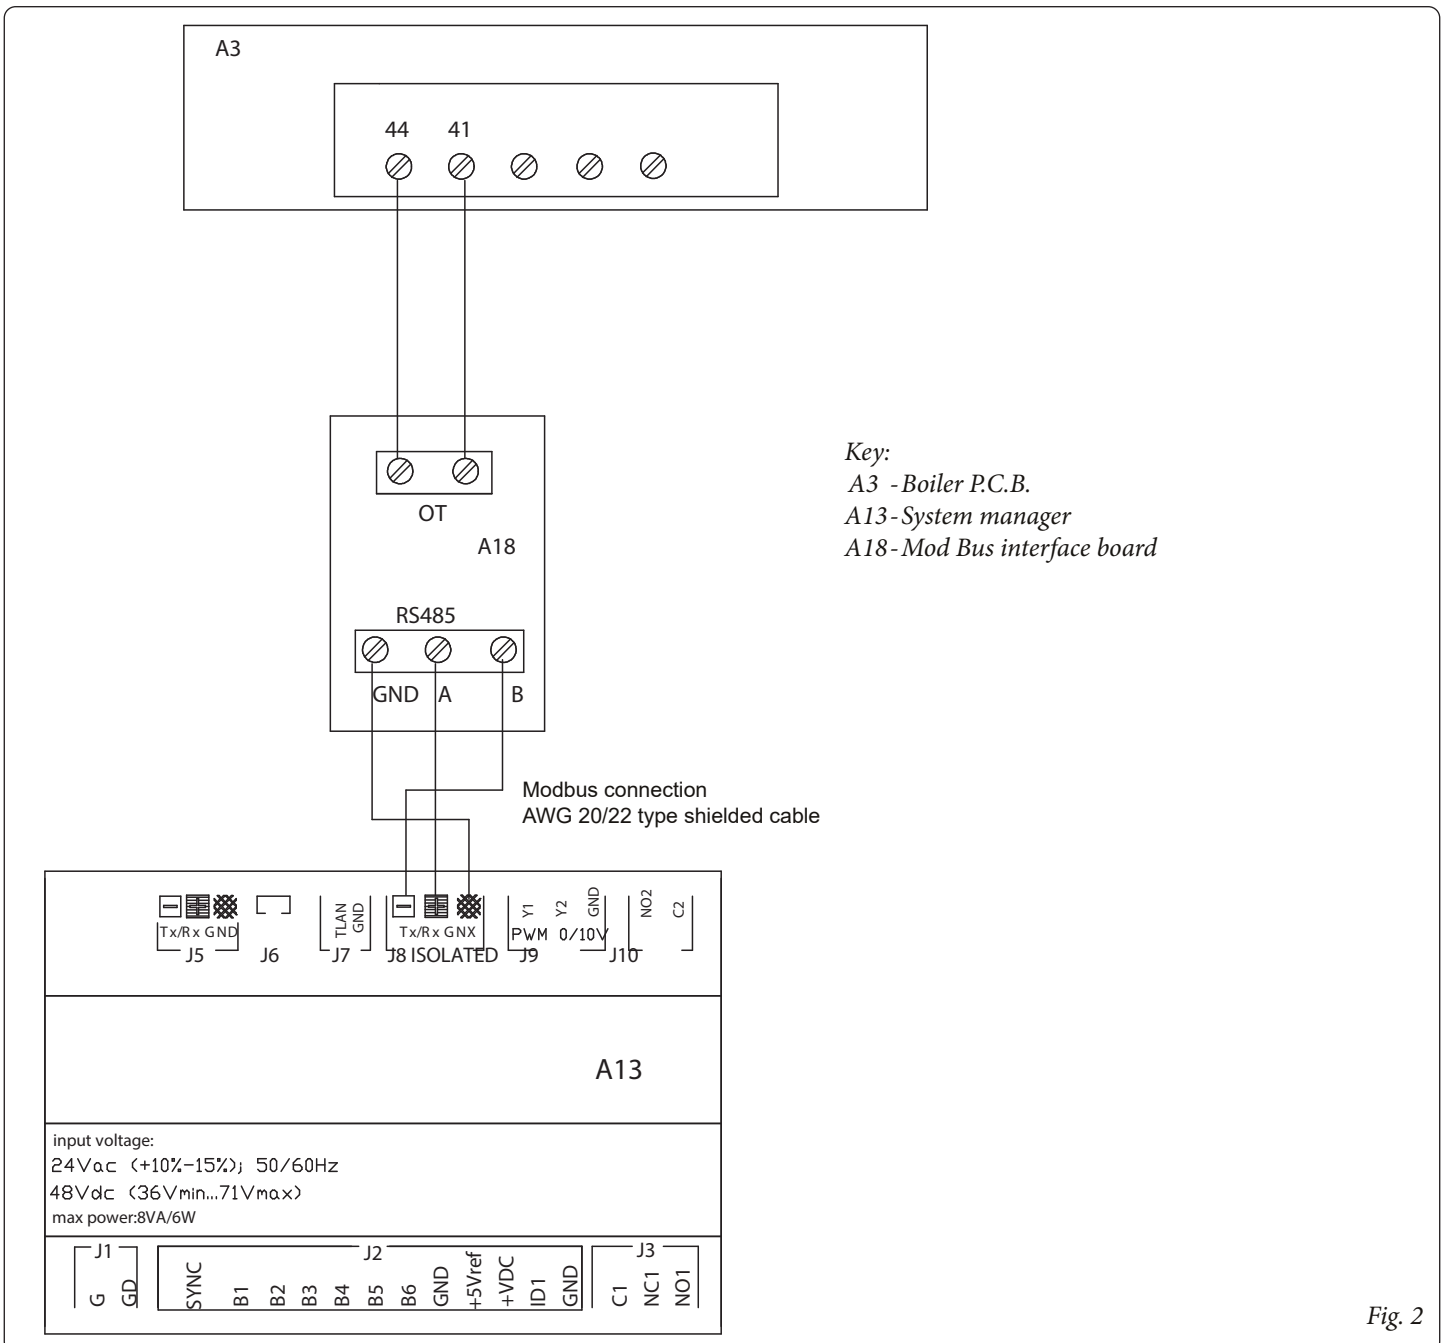 A3
44 41
OT
A18
RS485
GND A B
Key:
A3 - Boiler P.C.B.
A13 - System manager
A18 - Mod Bus interface board
Modbus connection
AWG 20/22 type shielded cable
Tx/Rx GND
J5
J6
TLAN
GND
J7
Tx/Rx GNX
J8 ISOLATED
Y1 Y2 GND
PWM 0/10V
J9
NO2 C2
J10
A13
input voltage:
24Vac (+10%-15%); 50/60Hz
48Vdc (36Vmin...71Vmax)
max power:8VA/6W
J1
G GD
J2
SYNC B1 B2 B3 B4 B5 B6 GND +5Vref +VDC ID1 GND
J3
C1 NC1 NO1
Fig. 2